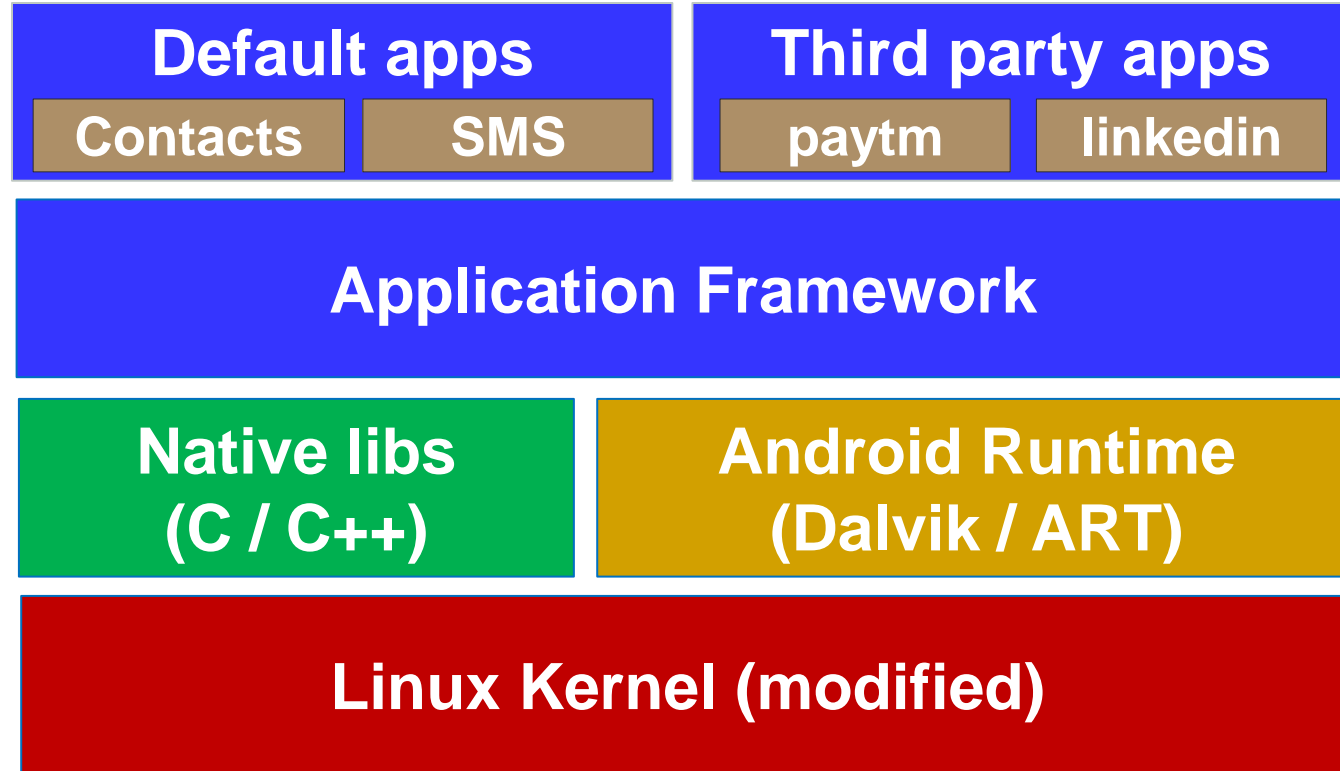 Default apps
Contacts
SMS
Third party apps
paytm
linkedin
Application Framework
Native libs
(C / C++)
Android Runtime
(Dalvik / ART)
Linux Kernel (modified)